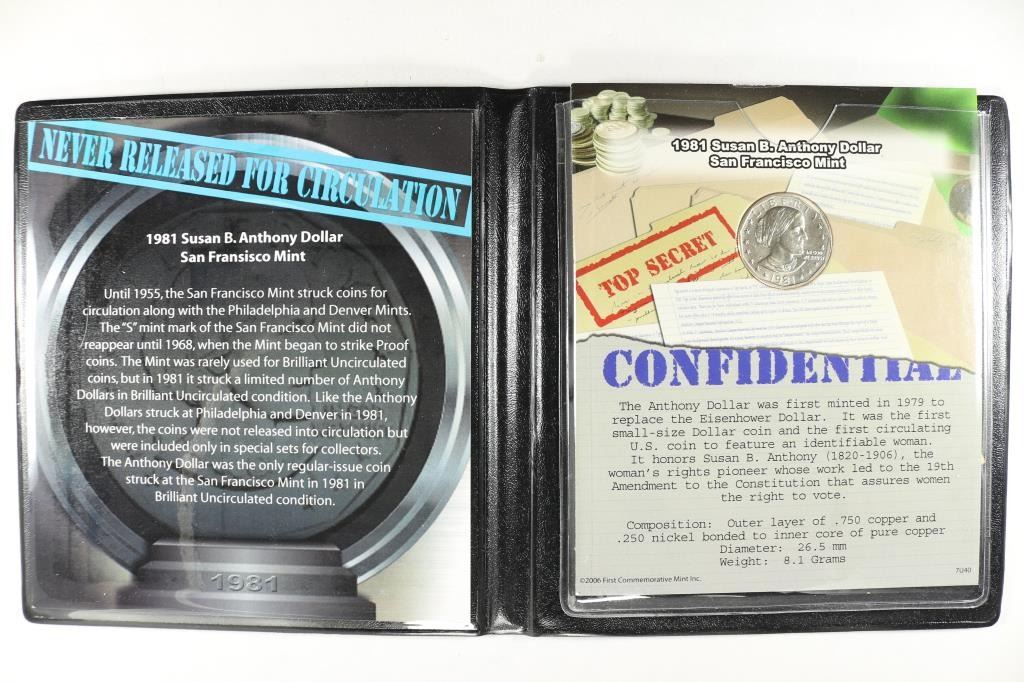 NEVER RELEASED FOR CIRCULATION
1981 Susan B. Anthony Dollar
San Fransisco Mint
Until 1955, the San Francisco Mint struck coins for
circulation along with the Philadelphia and Denver Mints.
The "S" mint mark of the San Francisco Mint did not
reappear until 1968, when the Mint began to strike Proof
coins. The Mint was rarely used for Brilliant Uncirculated
coins, but in 1981 it struck a limited number of Anthony
Dollars in Brilliant Uncirculated condition. Like the Anthony
Dollars struck at Philadelphia and Denver in 1981,
however, the coins were not released into circulation but
were included only in special sets for collectors.
The Anthony Dollar was the only regular-issue coin
struck at the San Francisco Mint in 1981 in
Brilliant Uncirculated condition.
1981
1981 Susan B. Anthony Dollar
San Francisco Mint
LIBERTY
1981
TOP SECRET
CONFIDENTIAL
The Anthony Dollar was first minted in 1979 to
replace the Eisenhower Dollar. It was the first
small-size Dollar coin and the first circulating
U.S. coin to feature an identifiable woman.
It honors Susan B. Anthony (1820-1906), the
woman's rights pioneer whose work led to the 19th
Amendment to the Constitution that assures women
the right to vote.
Composition: Outer layer of .750 copper and
.250 nickel bonded to inner core of pure copper
Diameter: 26.5 mm
Weight: 8.1 Grams
©2006 First Commemorative Mint Inc.
7U40